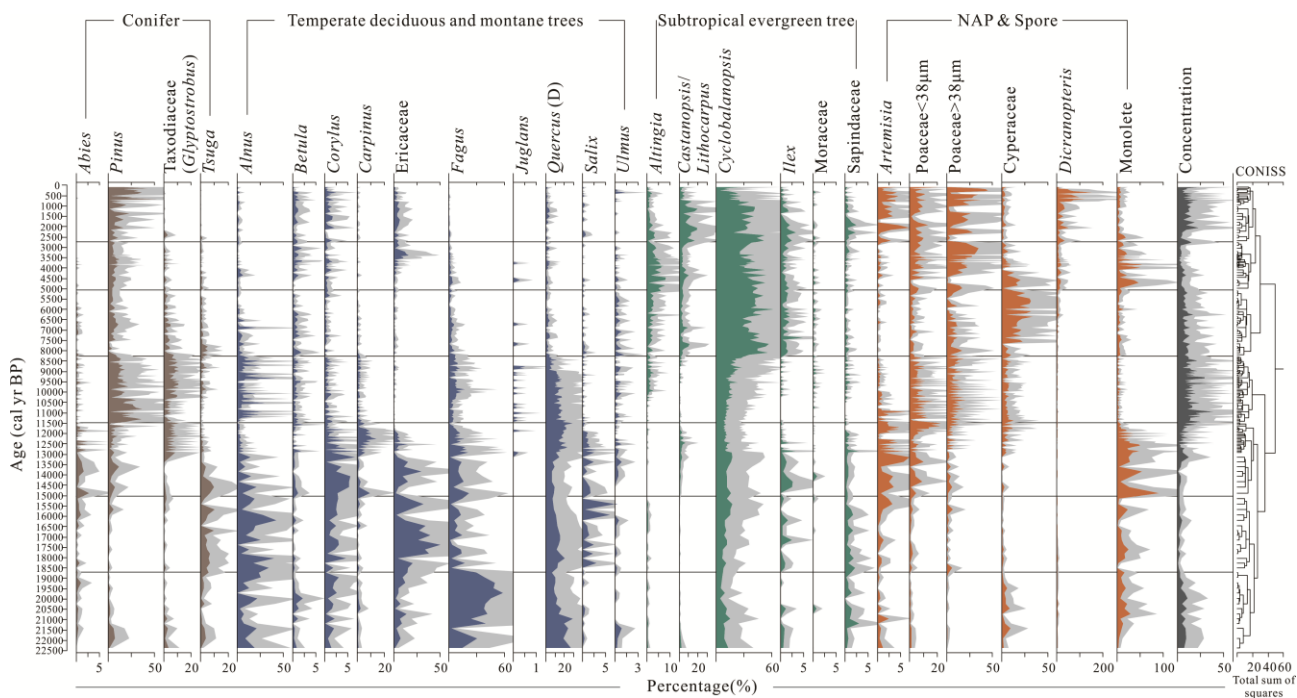 Conifer
Temperate deciduous and montane trees
Subtropical evergreen tree
NAP & Spore
Abies
Pinus
Taxodiaceae
(Glyptostrobus)
Tsuga
Alnus
Betula
Corylus
Carpinus
Ericaceae
Fagus
Juglans
Quercus (D)
Salix
Ulmus
Altingia
Castanopsis/
Lithocarpus
Cyclobalanopsis
Ilex
Moraceae
Sapindaceae
Artemisia
Poaceae<38μm
Poaceae>38μm
Cyperaceae
Dicranopteris
Monolete
Concentration
CONISS
Age (cal yr BP)
0
500
1000
1500
2000
2500
3000
3500
4000
4500
5000
5500
6000
6500
7000
7500
8000
8500
9000
9500
10000
10500
11000
11500
12000
12500
13000
13500
14000
14500
15000
15500
16000
16500
17000
17500
18000
18500
19000
19500
20000
20500
21000
21500
22000
22500
5 50 20 20 50 5 5 20 50 60 1 20 5 3 10 20 60 5 5 5 5 20 50 50 200 100 50 20 40 60
Percentage(%)
Total sum of
squares